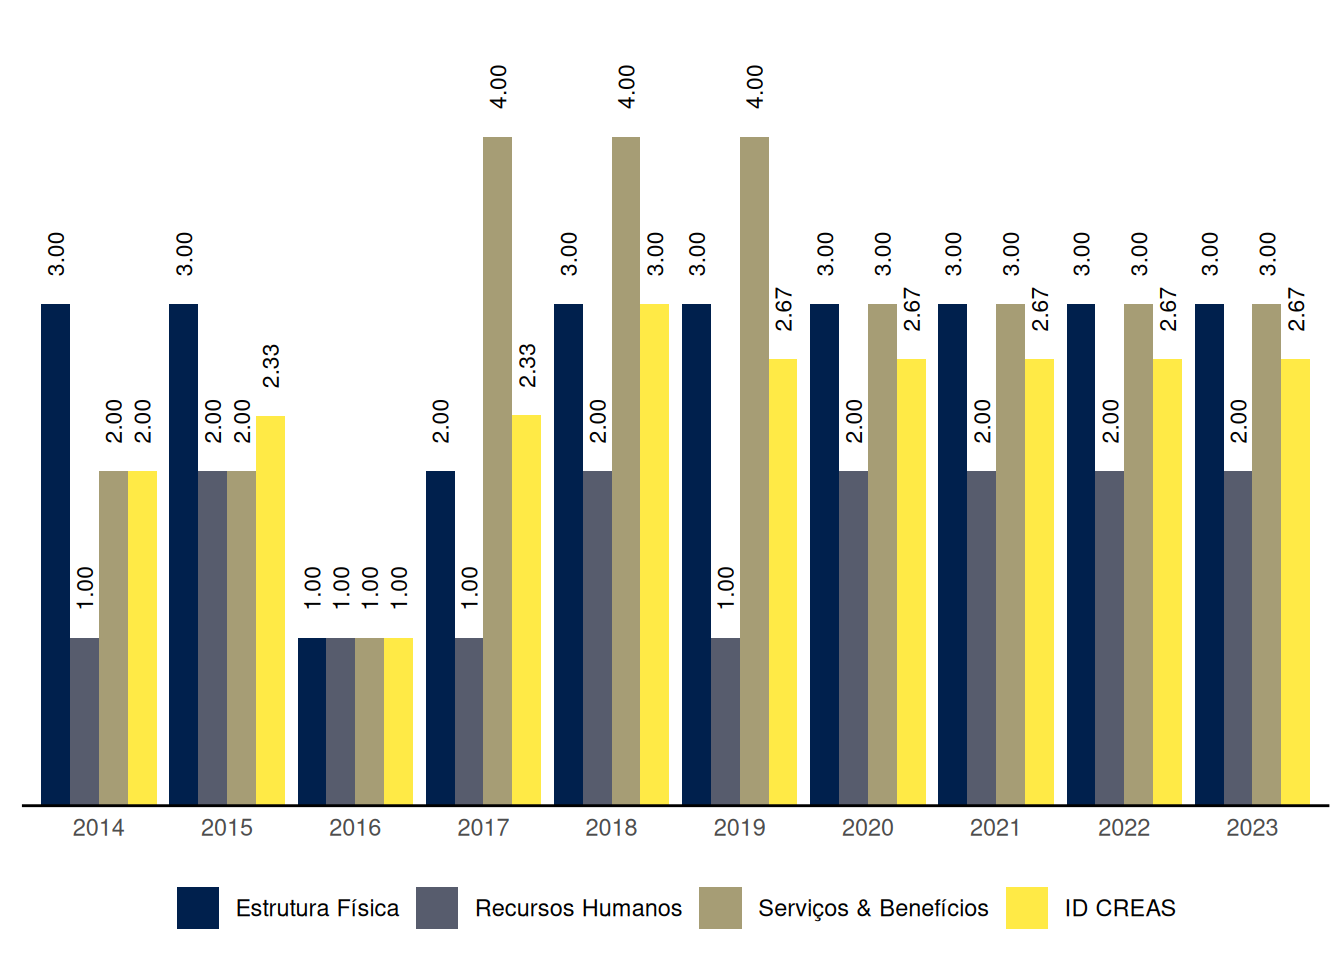 4.00 4.00 4.00
3.00 3.00 3.00 3.00 3.00 3.00 3.00 3.00 3.00 3.00 3.00 3.00 3.00
2.33 2.33 2.67 2.67 2.67 2.67 2.67
2.00 2.00 2.00 2.00 2.00 2.00 2.00 2.00 2.00 2.00
1.00 1.00 1.00 1.00 1.00 1.00 1.00
2014 2015 2016 2017 2018 2019 2020 2021 2022 2023
Estrutura Física Recursos Humanos Serviços & Benefícios ID CREAS